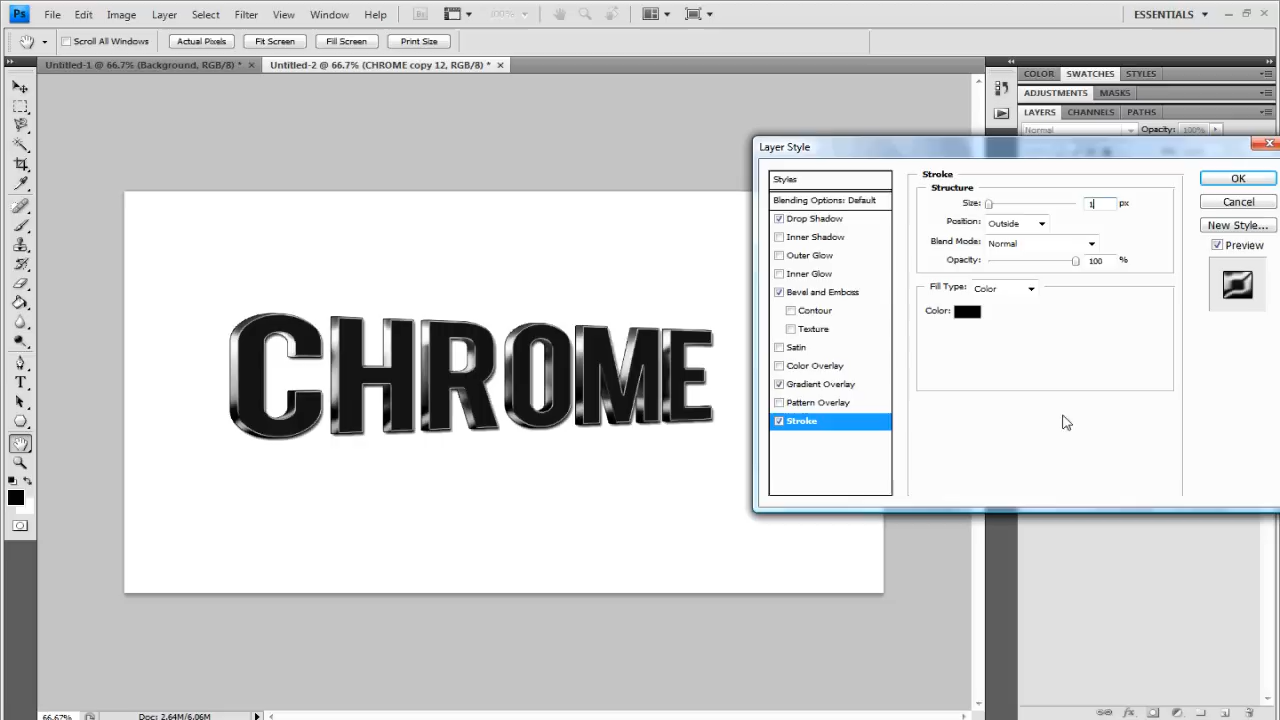 Ps File Edit Image Layer Select Filter View Window Help Br 100% ESSENTIALS
Scroll All Windows Actual Pixels Fit Screen Fill Screen Print Size
Untitled-1 @ 66.7% (Background, RGB/8) * Untitled-2 @ 66.7% (CHROME copy 12, RGB/8) *
COLOR SWATCHES STYLES
ADJUSTMENTS MASKS
LAYERS CHANNELS PATHS
Normal Opacity: 100%
Layer Style
Styles
Blending Options: Default
Drop Shadow
Inner Shadow
Outer Glow
Inner Glow
Bevel and Emboss
Contour
Texture
Satin
Color Overlay
Gradient Overlay
Pattern Overlay
Stroke
Stroke
Structure
Size: 1 px
Position: Outside
Blend Mode: Normal
Opacity: 100 %
Fill Type: Color
Color:
OK
Cancel
New Style...
Preview
CHROME
T
66.67% Doc: 2.64M/6.06M
fx